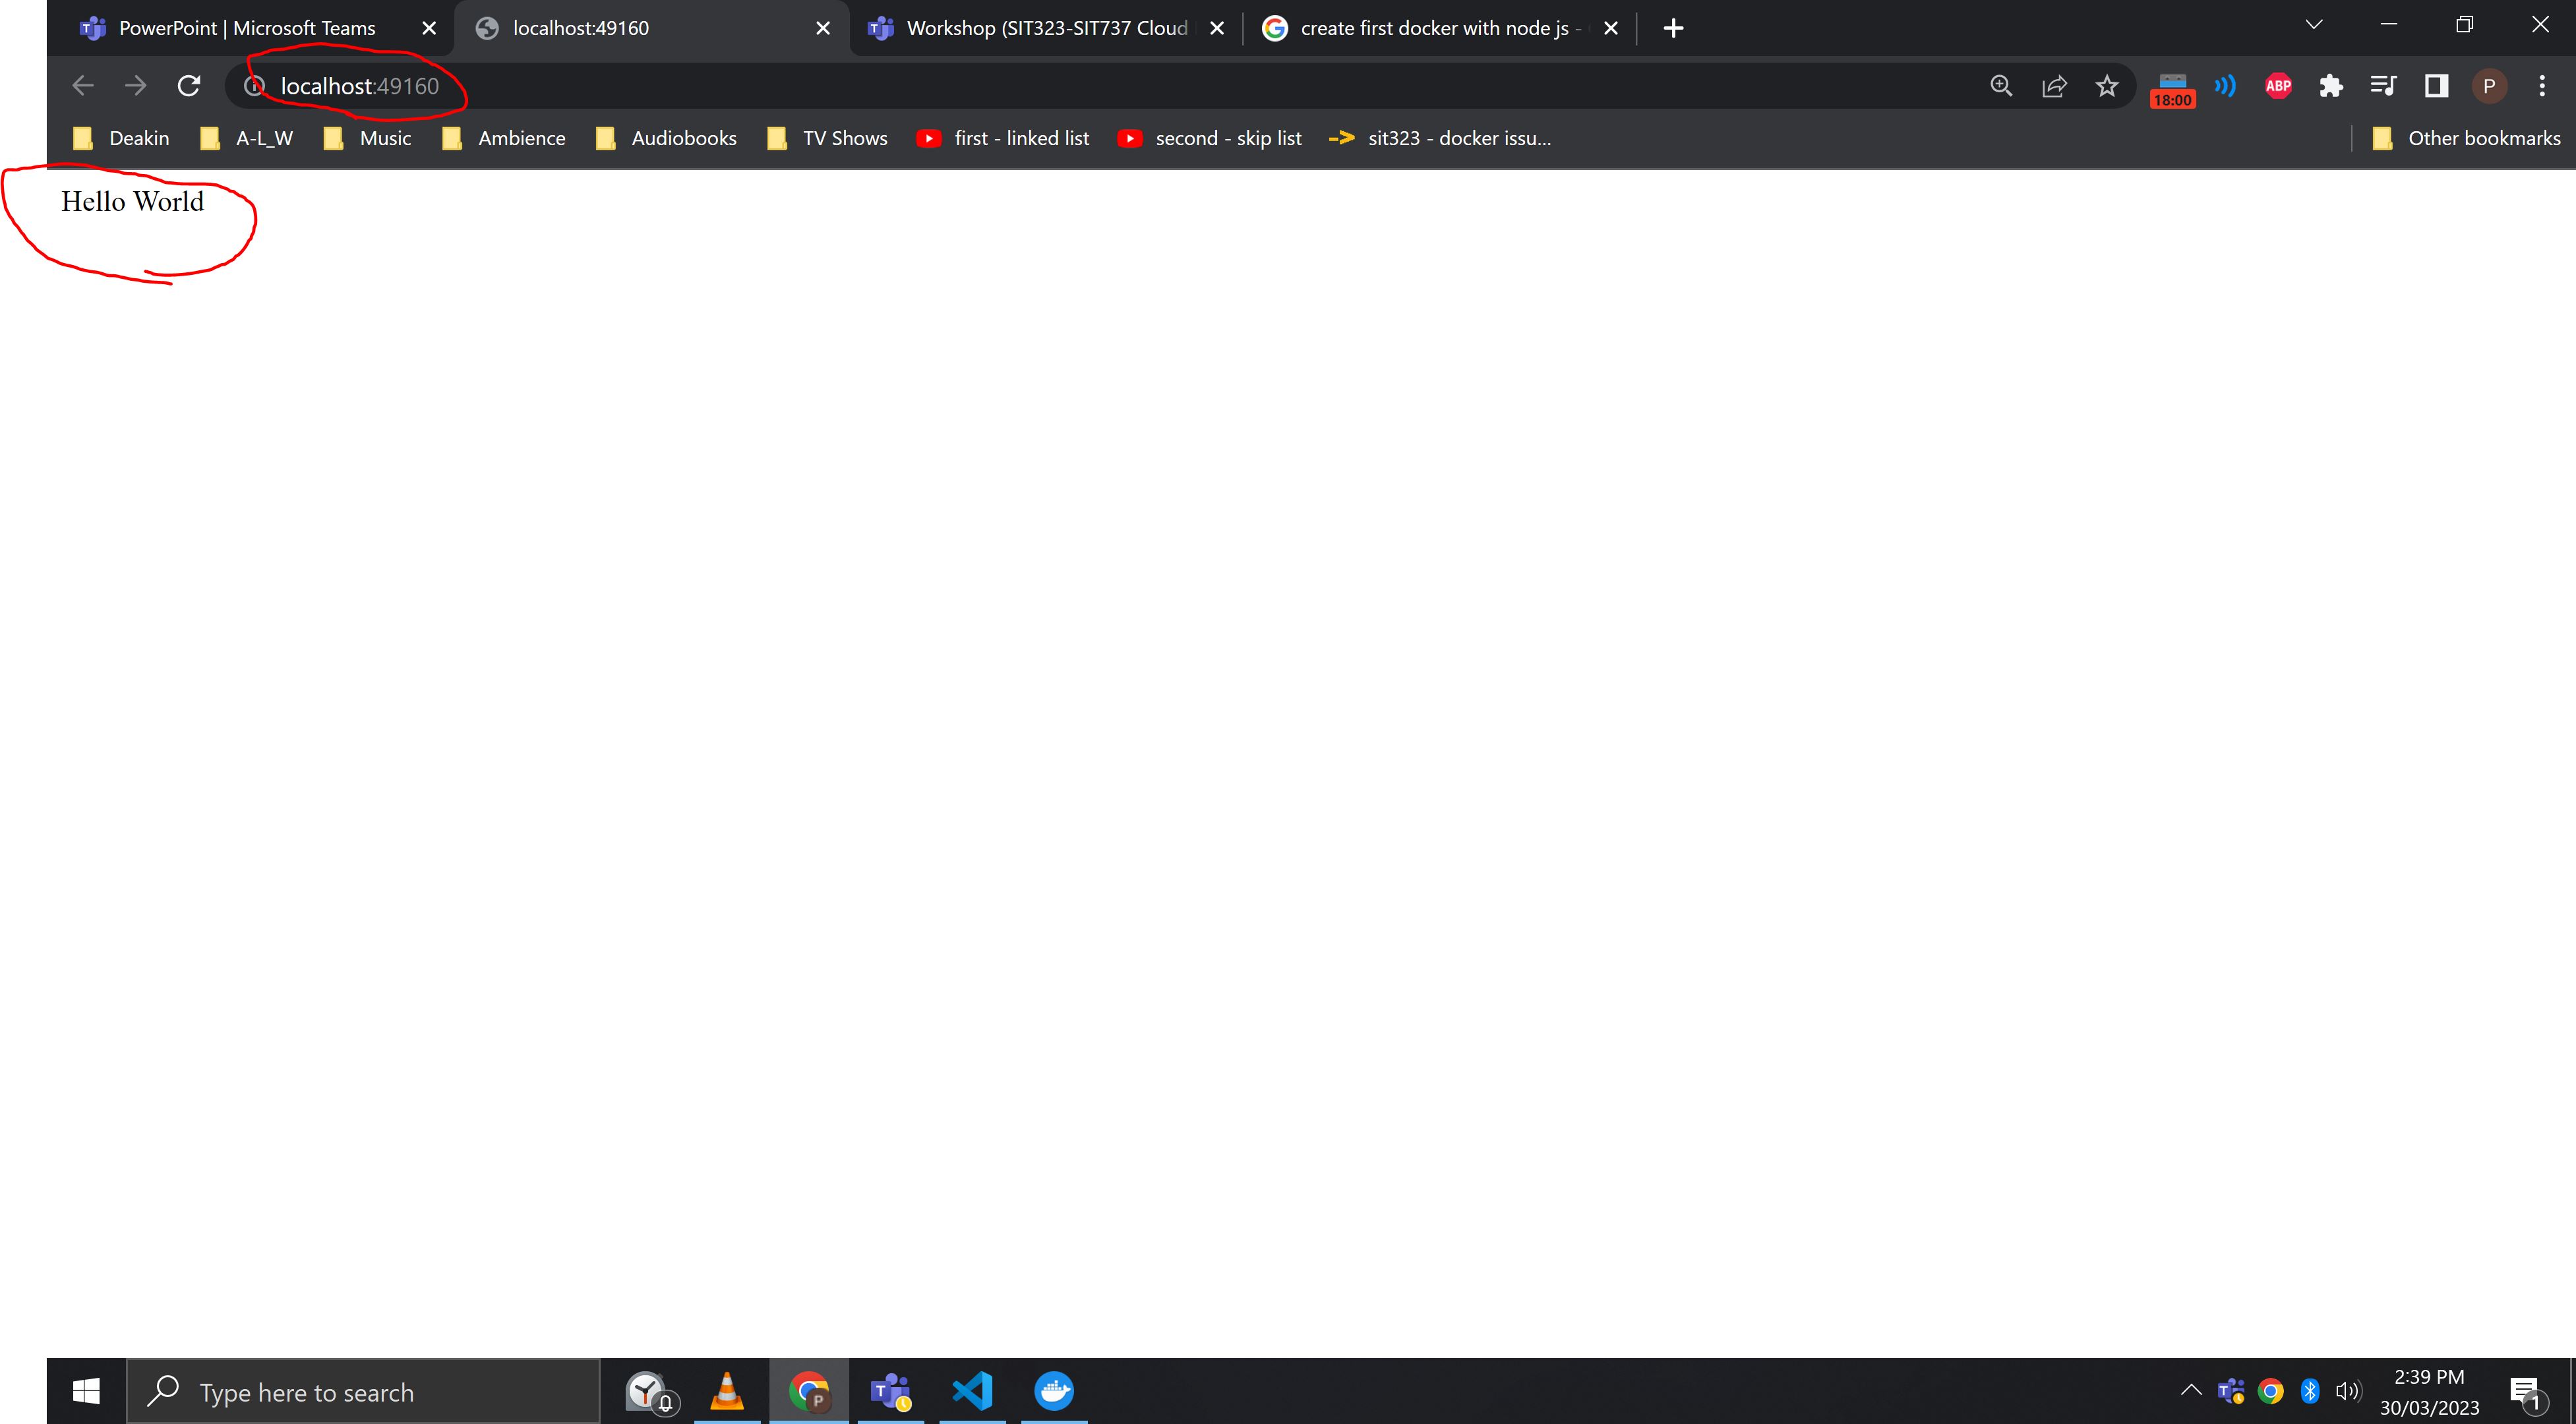 PowerPoint | Microsoft Teams
localhost:49160
Workshop (SIT323-SIT737 Cloud
create first docker with node js -
localhost:49160
ABP
18:00
P
Deakin
A-L_W
Music
Ambience
Audiobooks
TV Shows
first - linked list
second - skip list
sit323 - docker issu...
Other bookmarks
Hello World
Type here to search
P
T
T
2:39 PM
30/03/2023
1